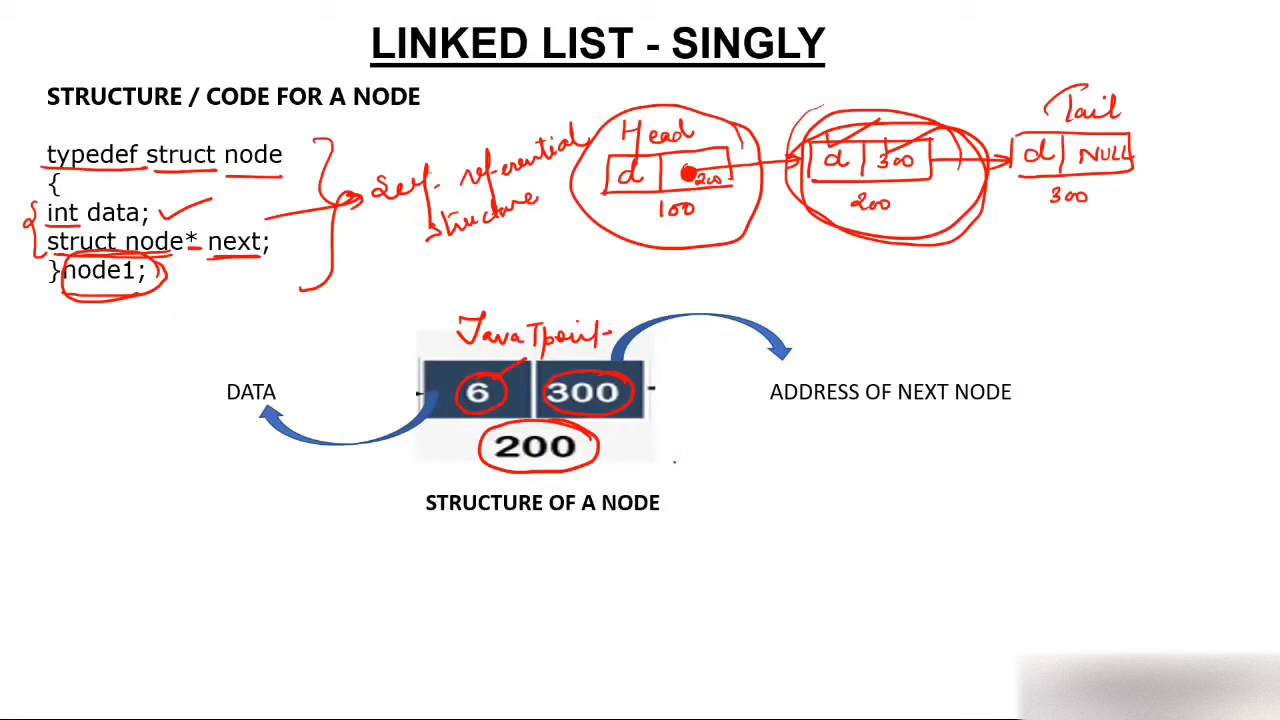 LINKED LIST - SINGLY
STRUCTURE / CODE FOR A NODE
typedef struct node
{
int data;
struct node* next;
}node1;
Self-referential
structure
Head
d 200
100
d 300
200
Tail
d NULL
300
JavaTpoint
DATA
6 300
200
ADDRESS OF NEXT NODE
STRUCTURE OF A NODE